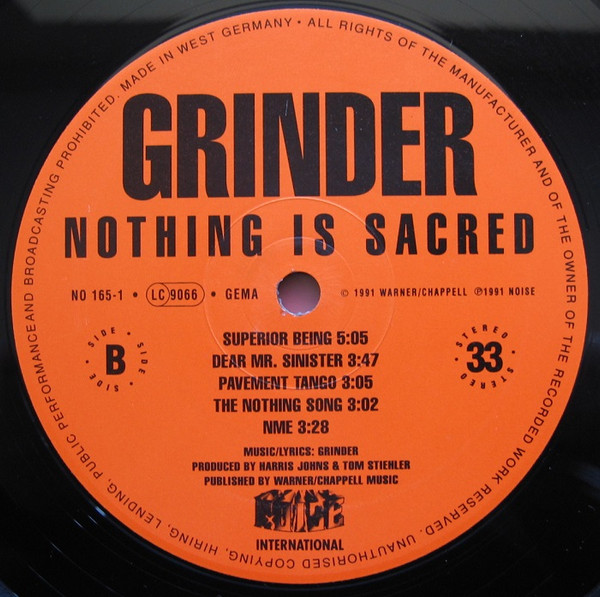 MADE IN WEST GERMANY • ALL RIGHTS OF THE MANUFACTURER AND OF THE OWNER OF THE RECORDED WORK RESERVED. UNAUTHORISED COPYING, HIRING, LENDING, PUBLIC PERFORMANCEAND BROADCASTING PROHIBITED.
GRINDER
NOTHING IS SACRED
NO 165-1 • LC 9066 • GEMA
© 1991 WARNER/CHAPPELL ℗1991 NOISE
SIDE • SIDE • SIDE • SIDE •
B
STEREO • STEREO •
33
SUPERIOR BEING 5:05
DEAR MR. SINISTER 3:47
PAVEMENT TANGO 3:05
THE NOTHING SONG 3:02
NME 3:28
MUSIC/LYRICS: GRINDER
PRODUCED BY HARRIS JOHNS & TOM STIEHLER
PUBLISHED BY WARNER/CHAPPELL MUSIC
NOISE
INTERNATIONAL